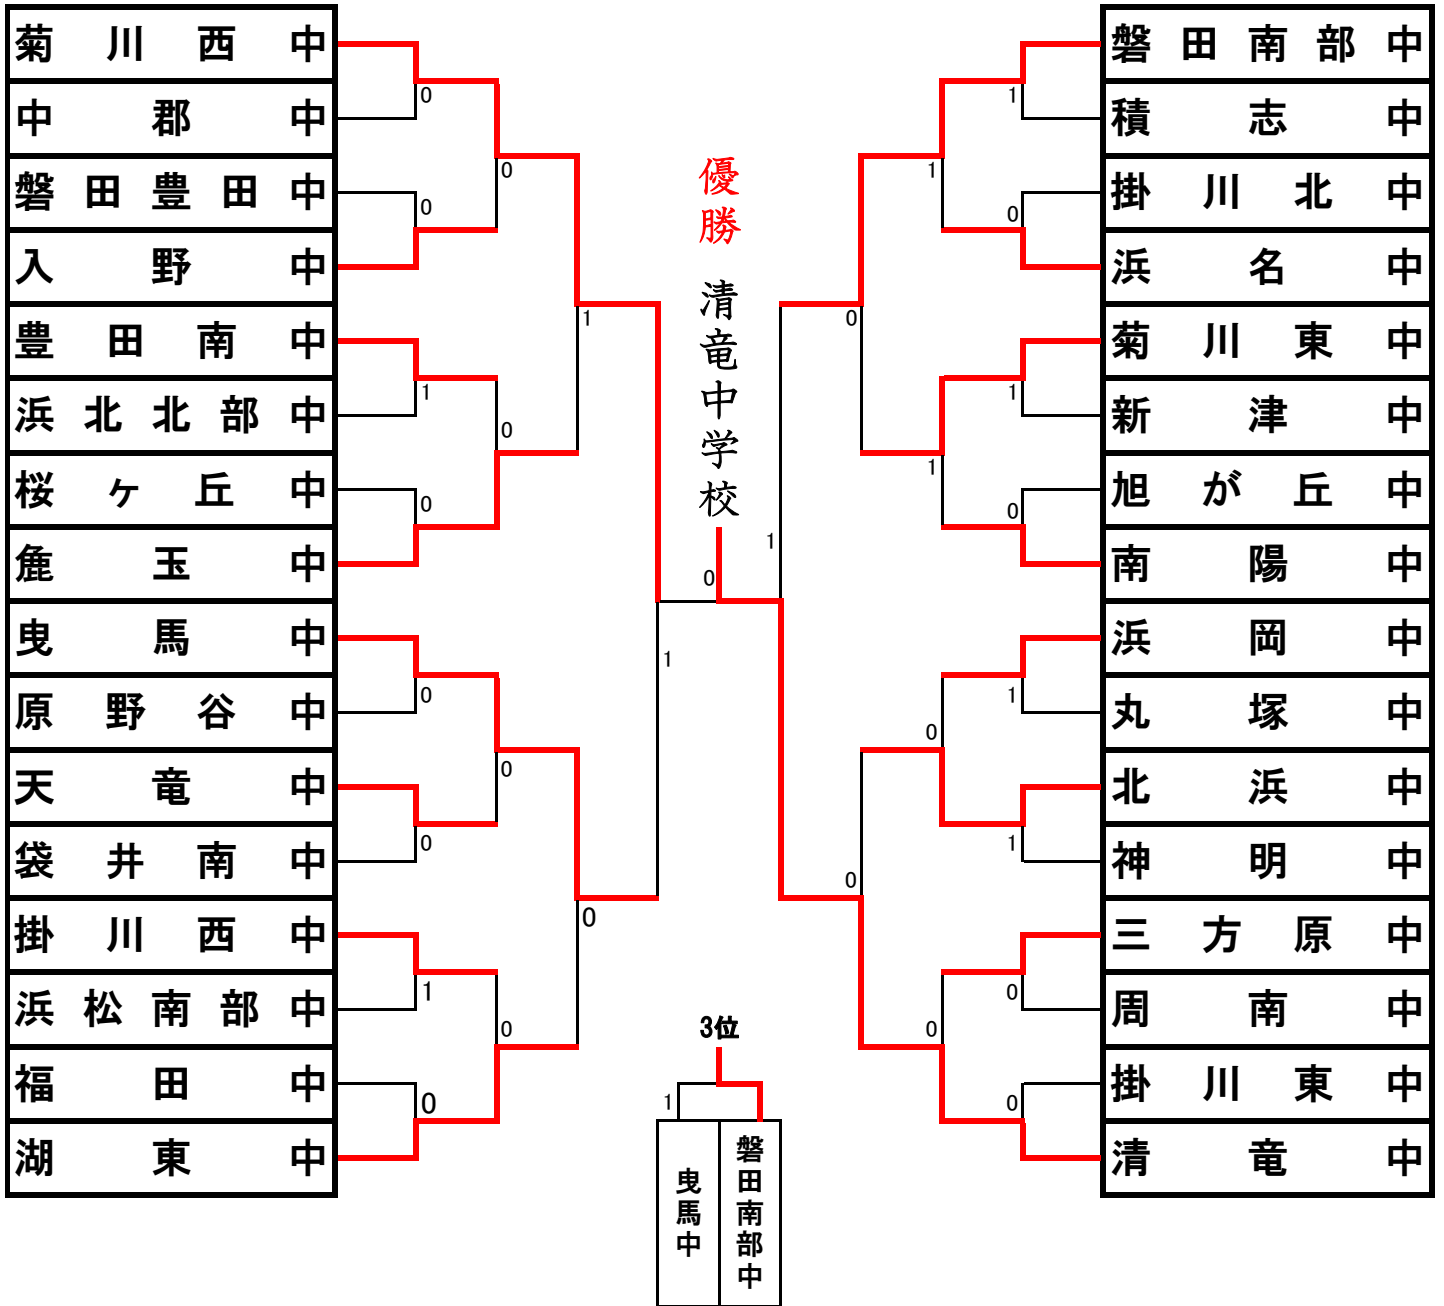 菊川西中
0
中郡中
0
磐田豊田中
0
入野中
1
豊田南中
1
浜北北部中
0
桜ヶ丘中
0
麁玉中
1
曳馬中
0
原野谷中
0
天竜中
0
袋井南中
0
掛川西中
1
浜松南部中
0
福田中
0
湖東中
優勝 清竜中学校
0
1
3位
1
曳馬中
磐田南部中
磐田南部中
1
積志中
1
掛川北中
0
浜名中
0
菊川東中
1
新津中
1
旭が丘中
0
南陽中
浜岡中
1
丸塚中
0
北浜中
1
神明中
0
三方原中
0
周南中
0
掛川東中
0
清竜中